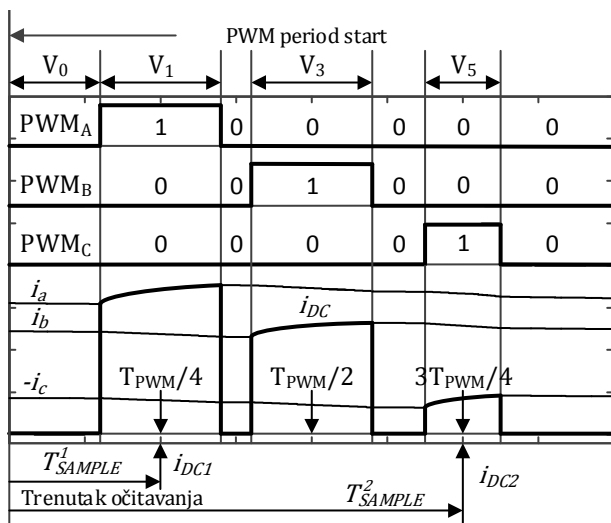 PWM period start
V0 V1 V3 V5
PWMA 1 0 0 0 0 0
PWMB 0 0 1 0 0 0
PWMC 0 0 0 0 1 0
ia
ib iDC
-ic TPWM/4 TPWM/2 3TPWM/4
T1SAMPLE iDC1
Trenutak očitavanja T2SAMPLE iDC2